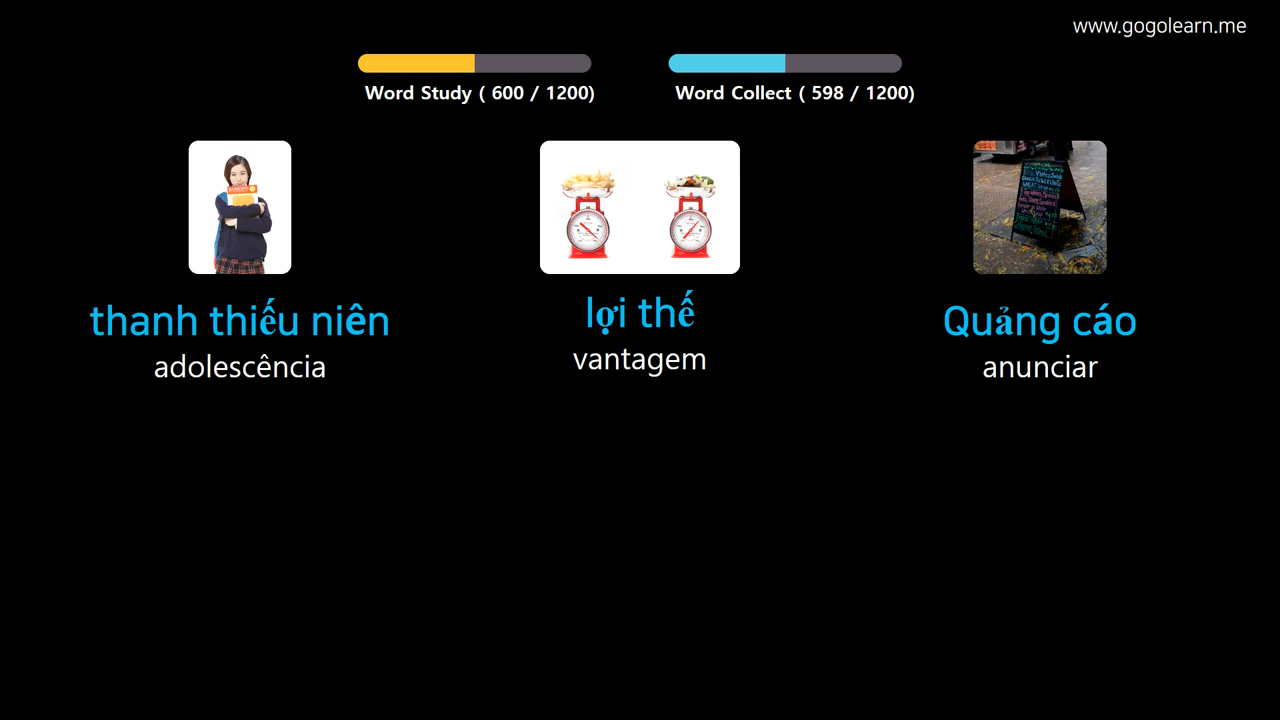 www.gogolearn.me
Word Study ( 600 / 1200)
Word Collect ( 598 / 1200)
thanh thiếu niên
adolescência
lợi thế
vantagem
Quảng cáo
anunciar